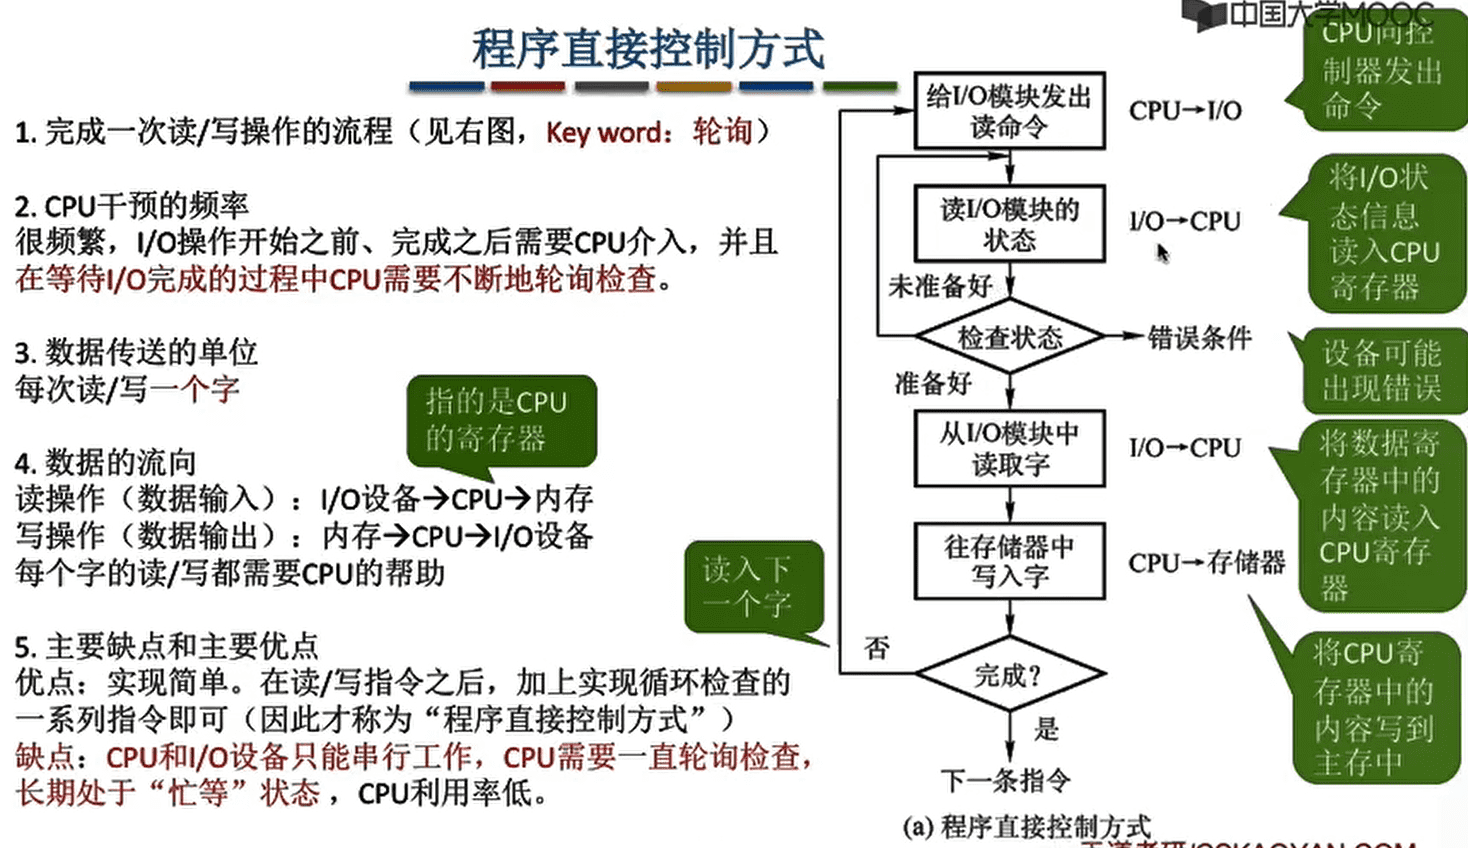 中国大学MOOC
程序直接控制方式
1. 完成一次读/写操作的流程（见右图，Key word：轮询）
2. CPU干预的频率
很频繁，I/O操作开始之前、完成之后需要CPU介入，并且
在等待I/O完成的过程中CPU需要不断地轮询检查。
3. 数据传送的单位
每次读/写一个字
指的是CPU
的寄存器
4. 数据的流向
读操作（数据输入）：I/O设备→CPU→内存
写操作（数据输出）：内存→CPU→I/O设备
每个字的读/写都需要CPU的帮助
5. 主要缺点和主要优点
优点：实现简单。在读/写指令之后，加上实现循环检查的
一系列指令即可（因此才称为“程序直接控制方式”）
缺点：CPU和I/O设备只能串行工作，CPU需要一直轮询检查，
长期处于“忙等”状态，CPU利用率低。
给I/O模块发出
读命令
CPU→I/O
CPU向控
制器发出
命令
读I/O模块的
状态
I/O→CPU
将I/O状
态信息
读入CPU
寄存器
未准备好
检查状态
错误条件
设备可能
出现错误
准备好
从I/O模块中
读取字
I/O→CPU
将数据寄
存器中的
内容读入
CPU寄存
器
往存储器中
写入字
CPU→存储器
将CPU寄
存器中的
内容写到
主存中
读入下
一个字
否
完成？
是
下一条指令
(a) 程序直接控制方式